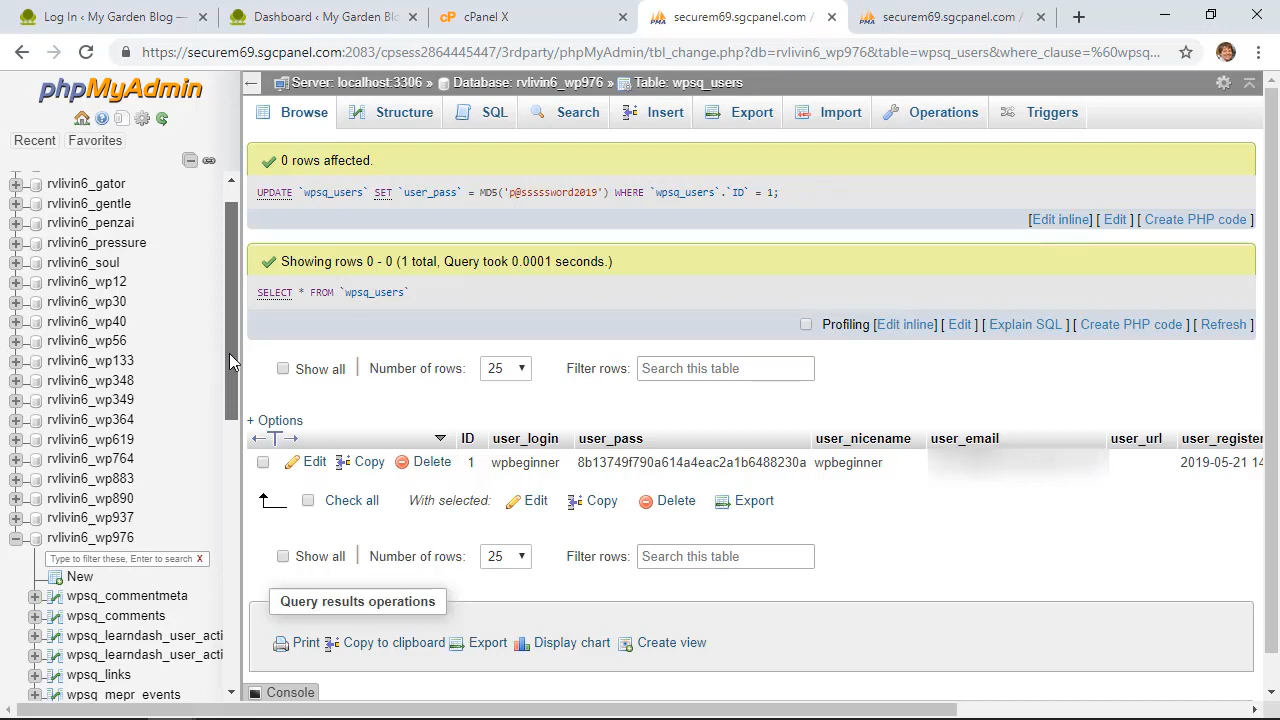 Log In ‹ My Garden Blog —
Dashboard ‹ My Garden Blog
cPanel X
securem69.sgcpanel.com /
securem69.sgcpanel.com /
https://securem69.sgcpanel.com:2083/cpsess2864445447/3rdparty/phpMyAdmin/tbl_change.php?db=rvlivin6_wp976&table=wpsq_users&where_clause=%60wpsq_...
phpMyAdmin
Recent Favorites
rvlivin6_gator
rvlivin6_gentle
rvlivin6_penzai
rvlivin6_pressure
rvlivin6_soul
rvlivin6_wp12
rvlivin6_wp30
rvlivin6_wp40
rvlivin6_wp56
rvlivin6_wp133
rvlivin6_wp348
rvlivin6_wp349
rvlivin6_wp364
rvlivin6_wp619
rvlivin6_wp764
rvlivin6_wp883
rvlivin6_wp890
rvlivin6_wp937
rvlivin6_wp976
Type to filter these, Enter to search X
New
wpsq_commentmeta
wpsq_comments
wpsq_learndash_user_acti
wpsq_learndash_user_acti
wpsq_links
wpsq_mepr_events
Server: localhost:3306 » Database: rvlivin6_wp976 » Table: wpsq_users
Browse Structure SQL Search Insert Export Import Operations Triggers
0 rows affected.
UPDATE `wpsq_users` SET `user_pass` = MD5('p@sssssword2019') WHERE `wpsq_users`.`ID` = 1;
[Edit inline] [ Edit ] [ Create PHP code ]
Showing rows 0 - 0 (1 total, Query took 0.0001 seconds.)
SELECT * FROM `wpsq_users`
Profiling [Edit inline] [ Edit ] [ Explain SQL ] [ Create PHP code ] [ Refresh ]
Show all Number of rows: 25 Filter rows: Search this table
+ Options
←T→ ID user_login user_pass user_nicename user_email user_url user_register
Edit Copy Delete 1 wpbeginner 8b13749f790a614a4eac2a1b6488230a wpbeginner 2019-05-21 14
Check all With selected: Edit Copy Delete Export
Show all Number of rows: 25 Filter rows: Search this table
Query results operations
Print Copy to clipboard Export Display chart Create view
Console